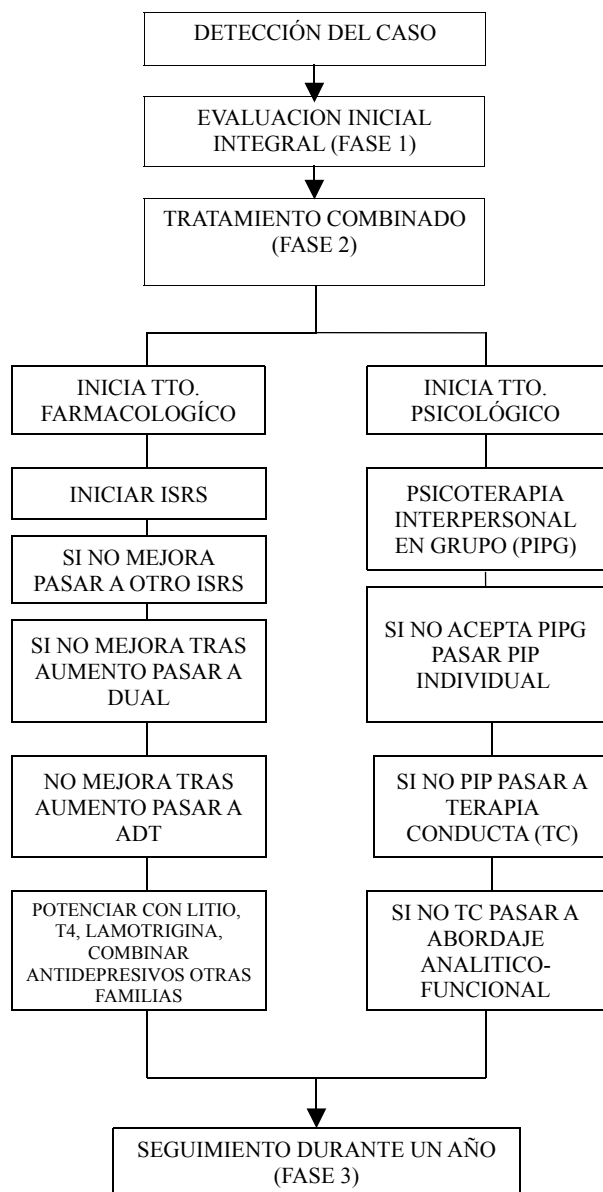 DETECCIÓN DEL CASO
EVALUACION INICIAL
INTEGRAL (FASE 1)
TRATAMIENTO COMBINADO
(FASE 2)
INICIA TTO.
FARMACOLOGÍCO
INICIAR ISRS
SI NO MEJORA
PASAR A OTRO ISRS
SI NO MEJORA TRAS
AUMENTO PASAR A
DUAL
NO MEJORA TRAS
AUMENTO PASAR A
ADT
POTENCIAR CON LITIO,
T4, LAMOTRIGINA,
COMBINAR
ANTIDEPRESIVOS OTRAS
FAMILIAS
INICIA TTO.
PSICOLÓGICO
PSICOTERAPIA
INTERPERSONAL
EN GRUPO (PIPG)
SI NO ACEPTA PIPG
PASAR PIP
INDIVIDUAL
SI NO PIP PASAR A
TERAPIA
CONDUCTA (TC)
SI NO TC PASAR A
ABORDAJE
ANALITICO-
FUNCIONAL
SEGUIMIENTO DURANTE UN AÑO
(FASE 3)